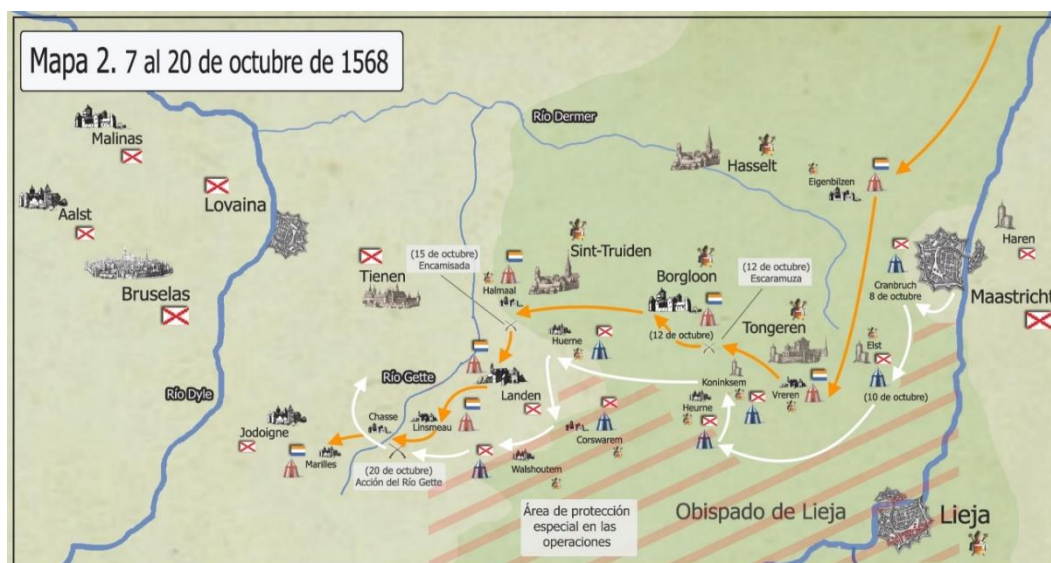 Mapa 2. 7 al 20 de octubre de 1568
Río Dermer
Malinas
Hasselt
Eigenbilzen
Aalst
Lovaina
Haren
(15 de octubre)
Encamisada
Sint-Truiden
Tienen
Borgloon
(12 de octubre)
Escaramuza
Cranbruch
8 de octubre
Bruselas
Halmaal
Maastricht
(12 de octubre)
Tongeren
Huerne
Elst
Río Gette
Koninksem
Río Dyle
Landen
Vreren
(10 de octubre)
Heurne
Chasse
Linsmeau
Jodoigne
Corswarem
Marilles
Walshoutem
(20 de octubre)
Acción del Río Gette
Área de protección
especial en las
operaciones
Obispado de Lieja
Lieja